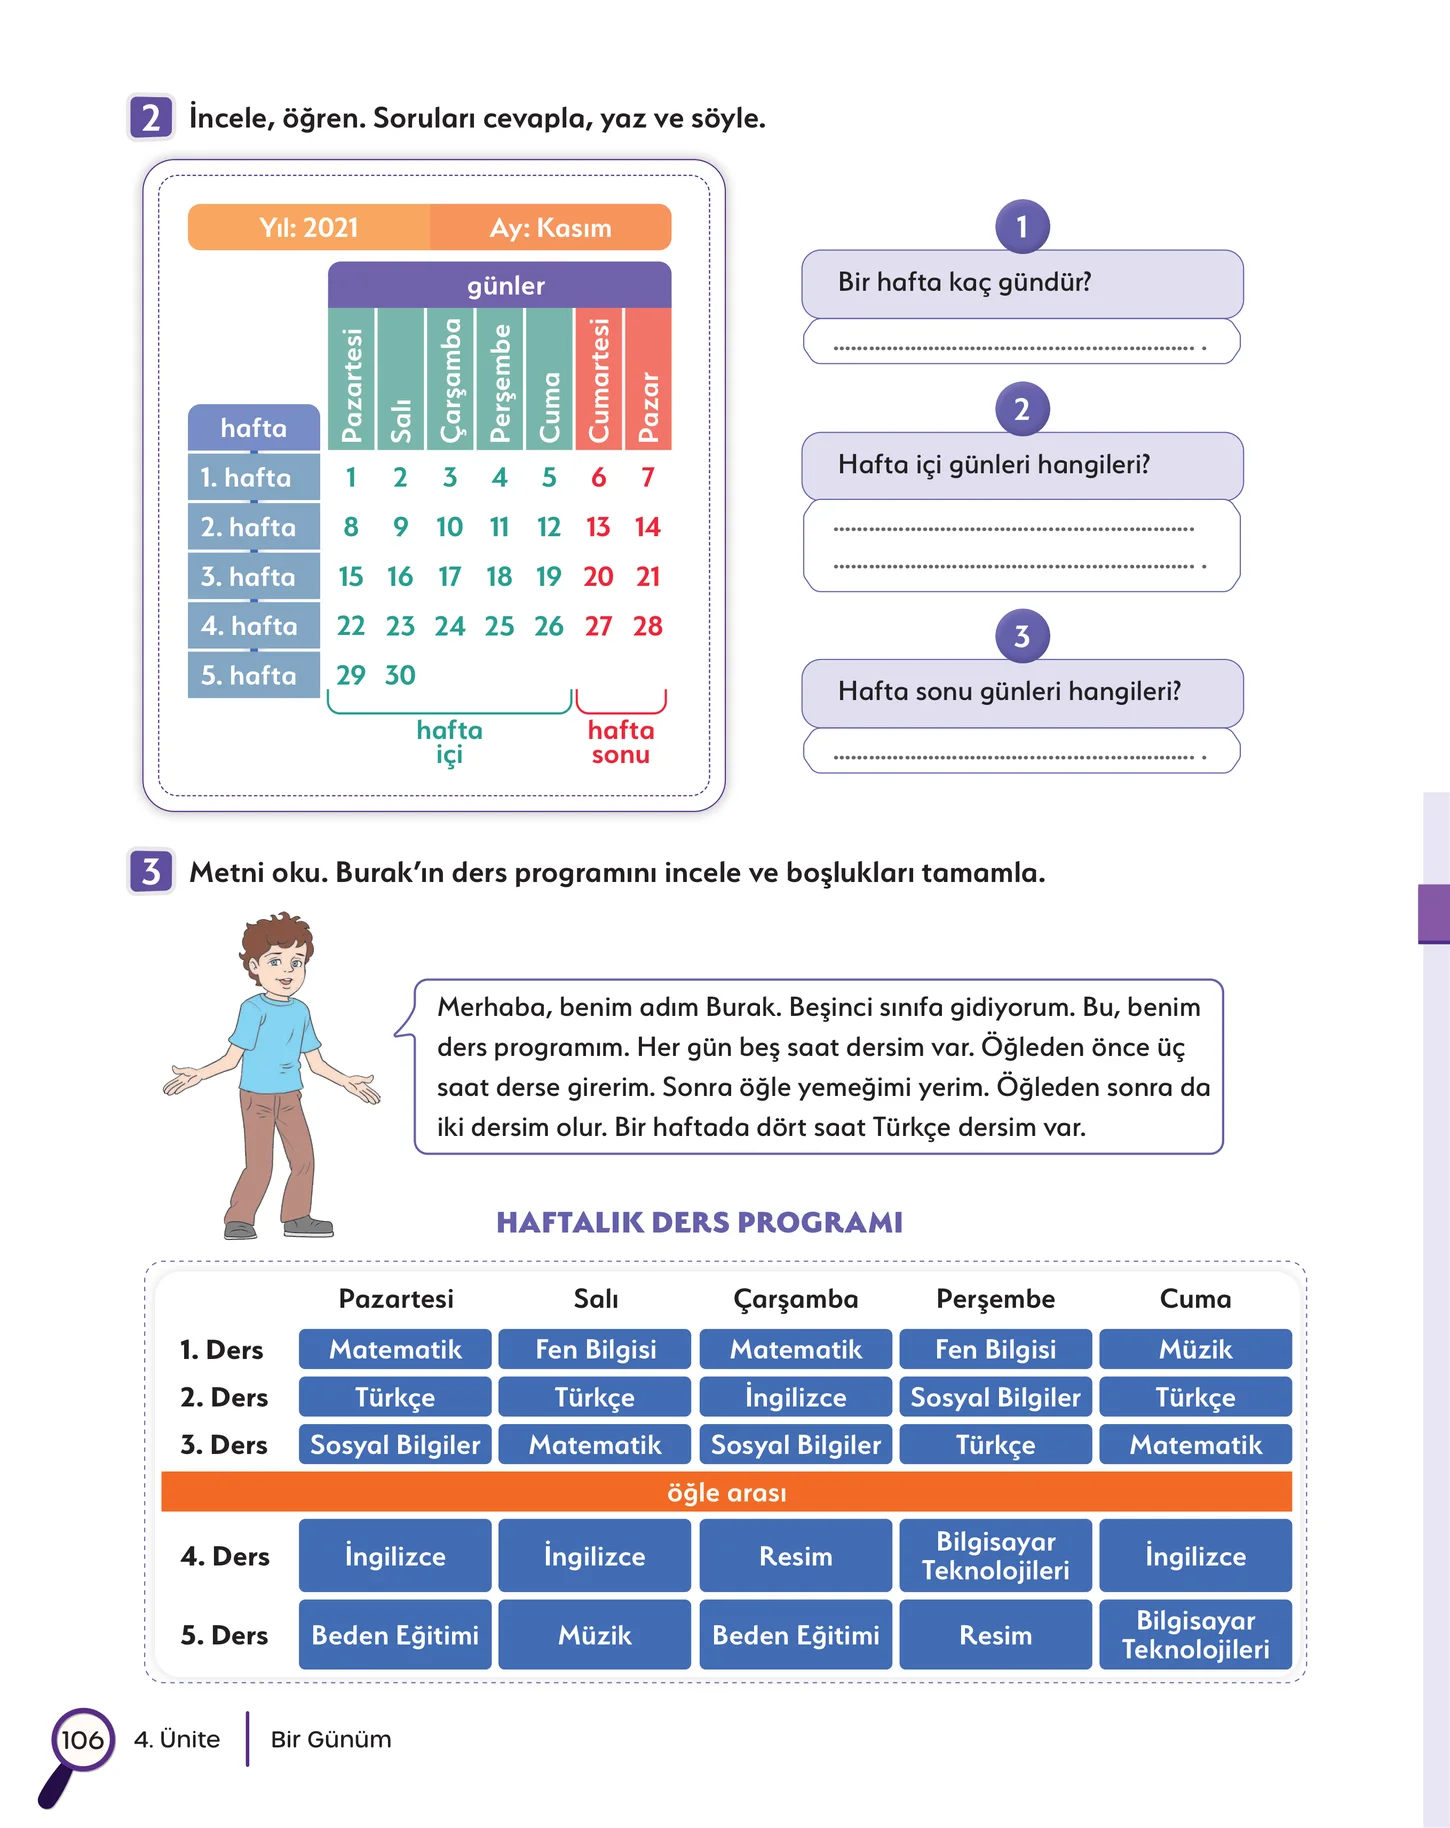 2 İncele, öğren. Soruları cevapla, yaz ve söyle.
Yıl: 2021 Ay: Kasım
günler
hafta Pazartesi Salı Çarşamba Perşembe Cuma Cumartesi Pazar
1. hafta 1 2 3 4 5 6 7
2. hafta 8 9 10 11 12 13 14
3. hafta 15 16 17 18 19 20 21
4. hafta 22 23 24 25 26 27 28
5. hafta 29 30
hafta
içi
hafta
sonu
1
Bir hafta kaç gündür?
.............................................................. .
2
Hafta içi günleri hangileri?
..............................................................
.............................................................. .
3
Hafta sonu günleri hangileri?
.............................................................. .
3 Metni oku. Burak’ın ders programını incele ve boşlukları tamamla.
Merhaba, benim adım Burak. Beşinci sınıfa gidiyorum. Bu, benim
ders programım. Her gün beş saat dersim var. Öğleden önce üç
saat derse girerim. Sonra öğle yemeğimi yerim. Öğleden sonra da
iki dersim olur. Bir haftada dört saat Türkçe dersim var.
HAFTALIK DERS PROGRAMI
Pazartesi Salı Çarşamba Perşembe Cuma
1. Ders Matematik Fen Bilgisi Matematik Fen Bilgisi Müzik
2. Ders Türkçe Türkçe İngilizce Sosyal Bilgiler Türkçe
3. Ders Sosyal Bilgiler Matematik Sosyal Bilgiler Türkçe Matematik
öğle arası
4. Ders İngilizce İngilizce Resim Bilgisayar Teknolojileri İngilizce
5. Ders Beden Eğitimi Müzik Beden Eğitimi Resim Bilgisayar Teknolojileri
106 4. Ünite Bir Günüm